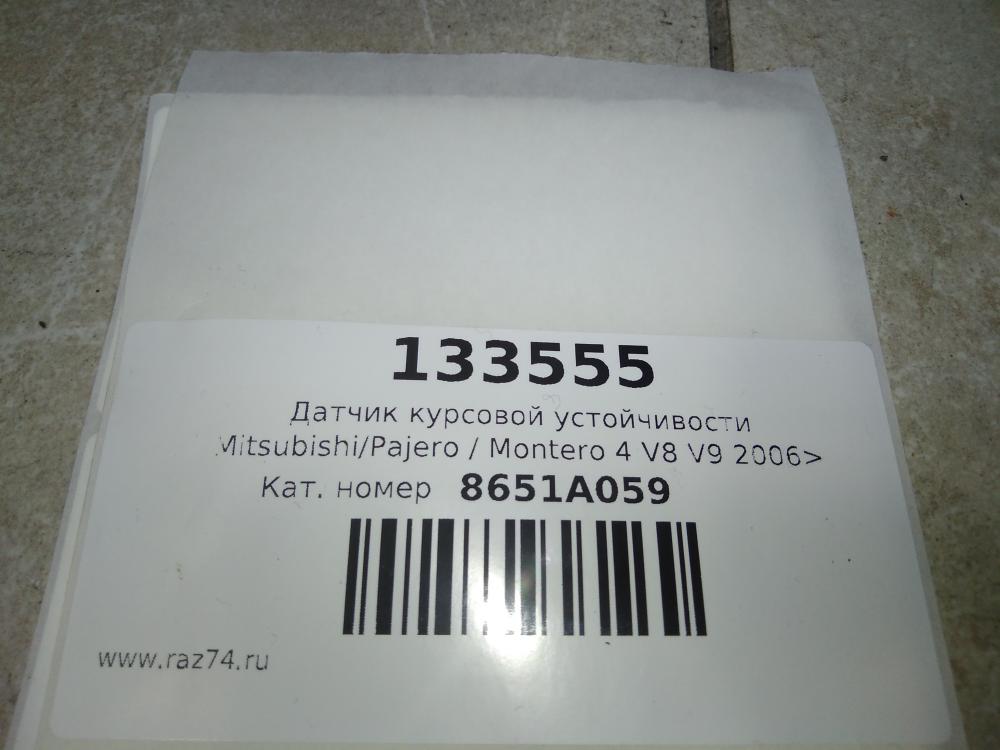 133555
Датчик курсовой устойчивости
Mitsubishi/Pajero / Montero 4 V8 V9 2006>
Кат. номер 8651A059
www.raz74.ru